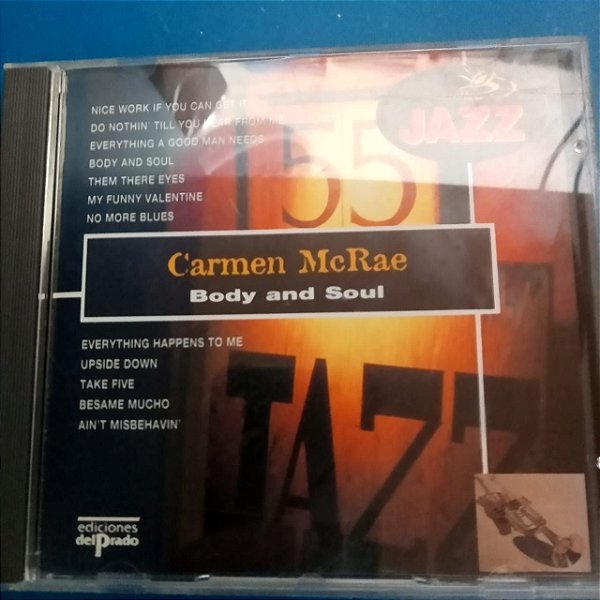 NICE WORK IF YOU CAN GET IT
DO NOTHIN' TILL YOU HEAR FROM ME
EVERYTHING A GOOD MAN NEEDS
BODY AND SOUL
THEM THERE EYES
MY FUNNY VALENTINE
NO MORE BLUES
55
JAZZ
Carmen McRae
Body and Soul
EVERYTHING HAPPENS TO ME
UPSIDE DOWN
TAKE FIVE
BESAME MUCHO
AIN'T MISBEHAVIN'
JAZZ
ediciones
delPrado